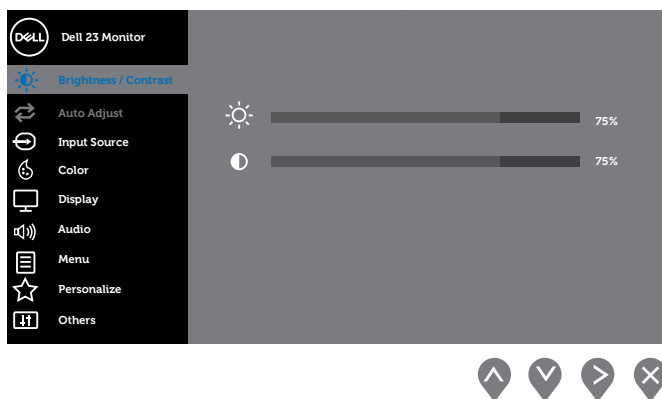 DELL
Dell 23 Monitor
Brightness / Contrast
Auto Adjust
75%
Input Source
Color
75%
Display
Audio
Menu
Personalize
Others